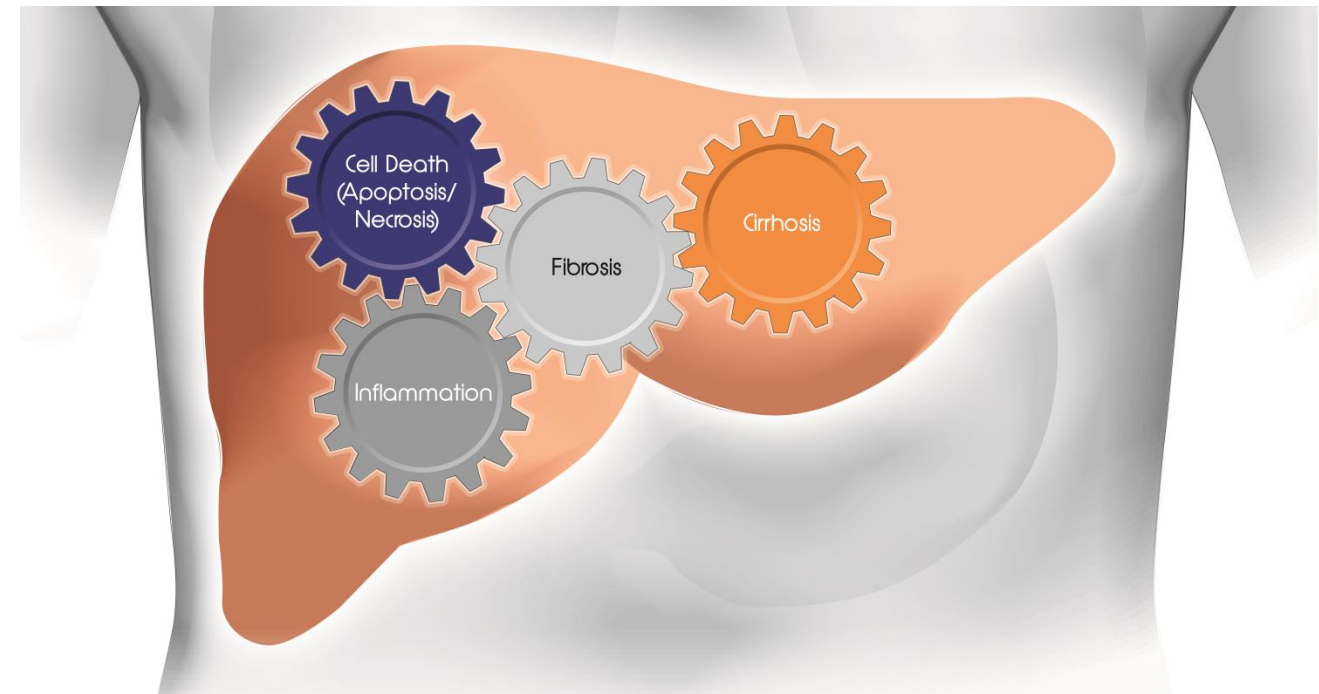 Cell Death
(Apoptosis/
Necrosis)
Fibrosis
Cirrhosis
Inflammation